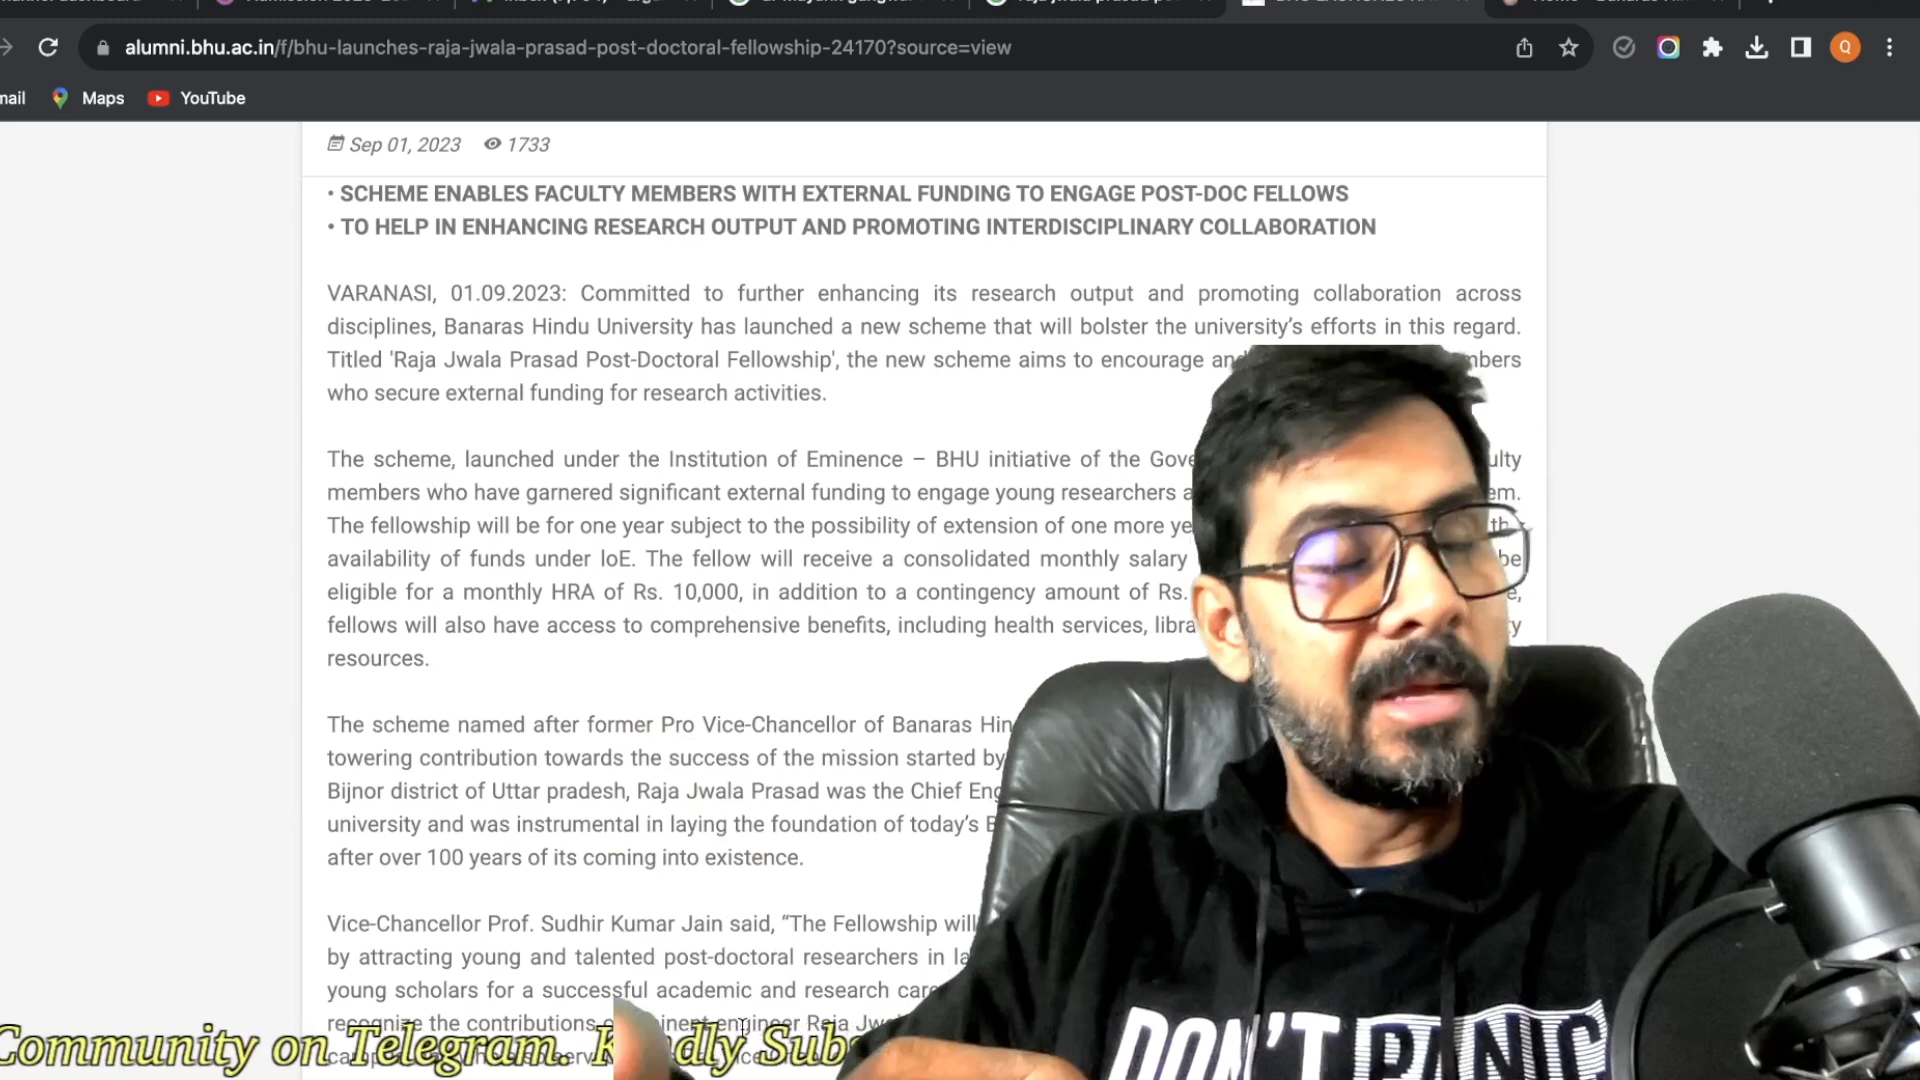 alumni.bhu.ac.in/f/bhu-launches-raja-jwala-prasad-post-doctoral-fellowship-24170?source=view
Q
mail Maps YouTube
Sep 01, 2023 1733
• SCHEME ENABLES FACULTY MEMBERS WITH EXTERNAL FUNDING TO ENGAGE POST-DOC FELLOWS
• TO HELP IN ENHANCING RESEARCH OUTPUT AND PROMOTING INTERDISCIPLINARY COLLABORATION
VARANASI, 01.09.2023: Committed to further enhancing its research output and promoting collaboration across
disciplines, Banaras Hindu University has launched a new scheme that will bolster the university's efforts in this regard.
Titled 'Raja Jwala Prasad Post-Doctoral Fellowship', the new scheme aims to encourage and
who secure external funding for research activities.
The scheme, launched under the Institution of Eminence – BHU initiative of the
members who have garnered significant external funding to engage young researchers
The fellowship will be for one year subject to the possibility of extension of one more
availability of funds under IoE. The fellow will receive a consolidated monthly salary be
eligible for a monthly HRA of Rs. 10,000, in addition to a contingency amount of Rs.
fellows will also have access to comprehensive benefits, including health services,
resources.
The scheme named after former Pro Vice-Chancellor of Banaras
towering contribution towards the success of the mission started by
Bijnor district of Uttar pradesh, Raja Jwala Prasad was the Chief
university and was instrumental in laying the foundation of today's
after over 100 years of its coming into existence.
Vice-Chancellor Prof. Sudhir Kumar Jain said, “The Fellowship will
by attracting young and talented post-doctoral researchers in
young scholars for a successful academic and research
recognize the contributions engineer Raja
Community on Telegram.
DON'T PANIC